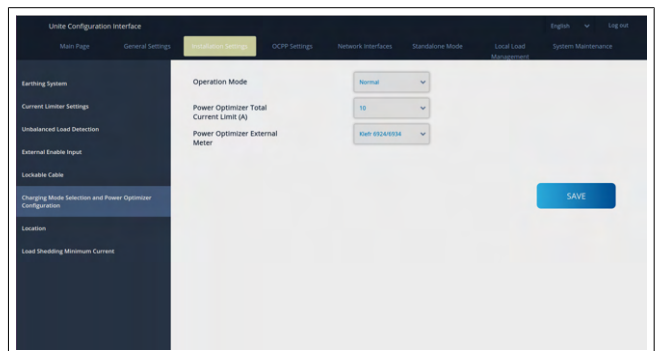 Unite Configuration Interface
English
Log out
Main Page
General Settings
Installation Settings
OCPP Settings
Network Interfaces
Standalone Mode
Local Load
Management
System Maintenance
Earthing System
Current Limiter Settings
Unbalanced Load Detection
External Enable Input
Lockable Cable
Charging Mode Selection and Power Optimizer
Configuration
Location
Load Shedding Minimum Current
Operation Mode
Normal
Power Optimizer Total
Current Limit (A)
10
Power Optimizer External
Meter
Klefr 6924/6934
SAVE